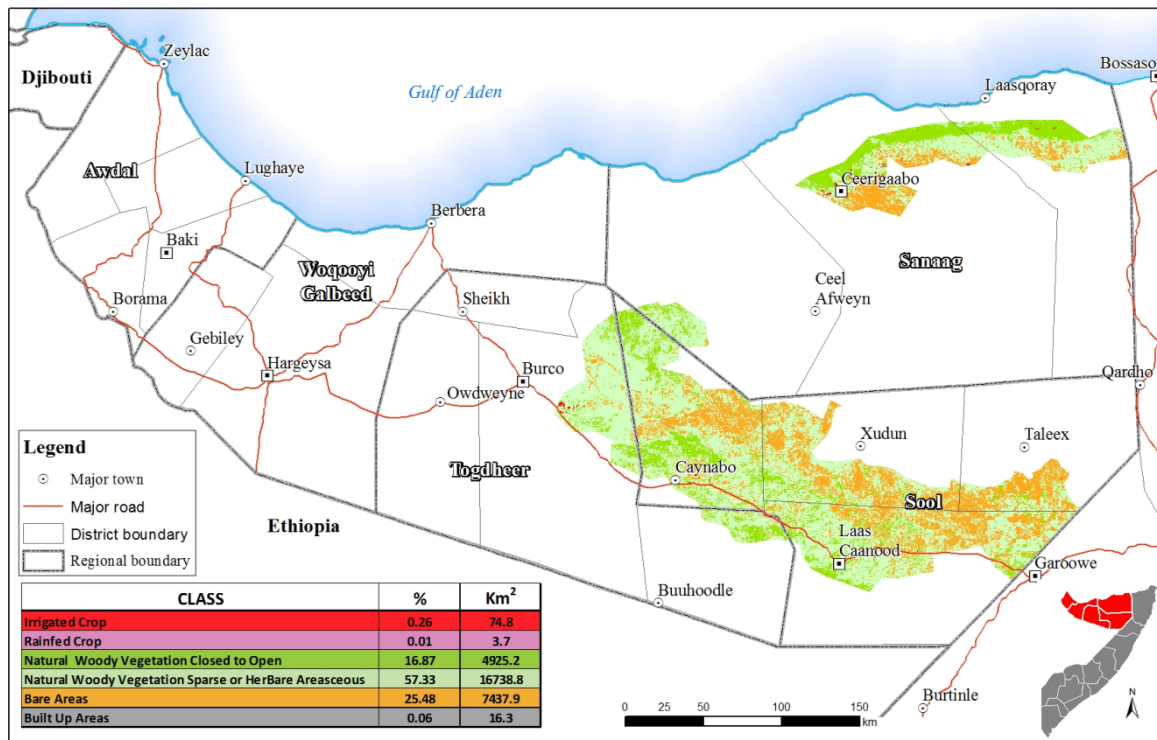 Zeylac
Djibouti
Gulf of Aden
Laasqoray
Bossaso
Awdal
Lughaye
Ceerigaabo
Berbera
Baki
Woqooyi
Galbeed
Sanaag
Ceel
Afweyn
Borama
Sheikh
Gebiley
Hargeysa
Burco
Qardho
Owdweyne
Xudun
Taleex
Togdheer
Caynabo
Sool
Ethiopia
Laas
Caanood
Garoowe
Buuhoodle
Burtinle
Legend
Major town
Major road
District boundary
Regional boundary
CLASS % Km²
Irrigated Crop 0.26 74.8
Rainfed Crop 0.01 3.7
Natural Woody Vegetation Closed to Open 16.87 4925.2
Natural Woody Vegetation Sparse or HerBare Areasceous 57.33 16738.8
Bare Areas 25.48 7437.9
Built Up Areas 0.06 16.3
0 25 50 100 150
km
N